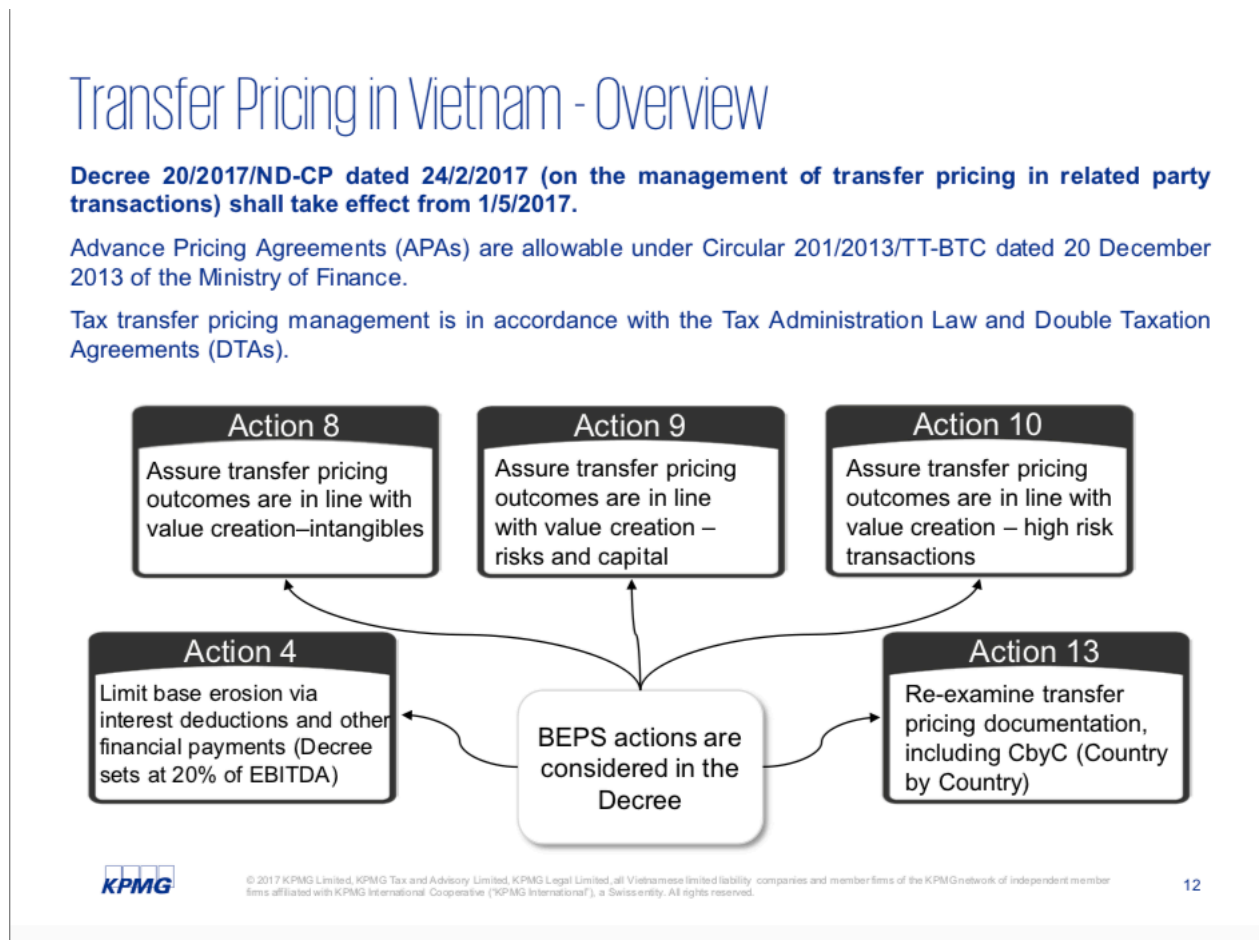 Transfer Pricing in Vietnam - Overview
Decree 20/2017/ND-CP dated 24/2/2017 (on the management of transfer pricing in related party
transactions) shall take effect from 1/5/2017.
Advance Pricing Agreements (APAs) are allowable under Circular 201/2013/TT-BTC dated 20 December
2013 of the Ministry of Finance.
Tax transfer pricing management is in accordance with the Tax Administration Law and Double Taxation
Agreements (DTAs).
Action 8
Assure transfer pricing
outcomes are in line with
value creation–intangibles
Action 9
Assure transfer pricing
outcomes are in line
with value creation –
risks and capital
Action 10
Assure transfer pricing
outcomes are in line with
value creation – high risk
transactions
Action 4
Limit base erosion via
interest deductions and other
financial payments (Decree
sets at 20% of EBITDA)
BEPS actions are
considered in the
Decree
Action 13
Re-examine transfer
pricing documentation,
including CbyC (Country
by Country)
KPMG
© 2017 KPMG Limited, KPMG Tax and Advisory Limited, KPMG Legal Limited, all Vietnamese limited liability companies and member firms of the KPMG network of independent member
firms affiliated with KPMG International Cooperative ("KPMG International"), a Swiss entity. All rights reserved.
12